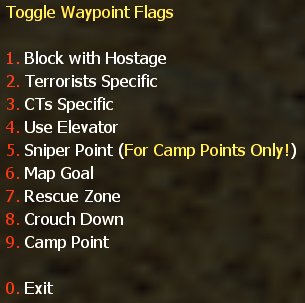 Toggle Waypoint Flags
1. Block with Hostage
2. Terrorists Specific
3. CTs Specific
4. Use Elevator
5. Sniper Point (For Camp Points Only!)
6. Map Goal
7. Rescue Zone
8. Crouch Down
9. Camp Point
0. Exit